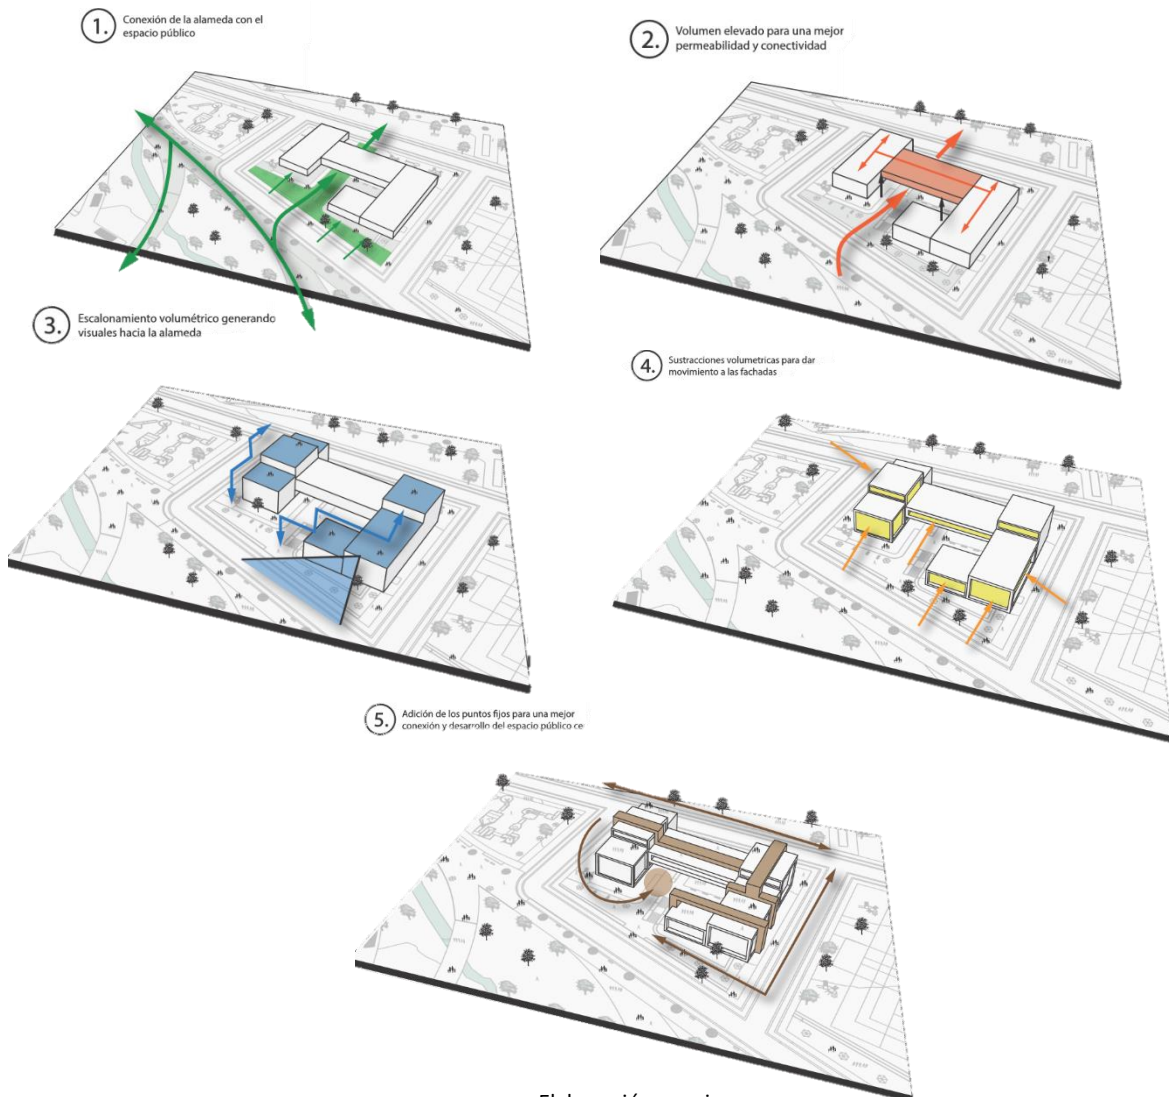 1.
Conexión de la alameda con el
espacio público
2.
Volumen elevado para una mejor
permeabilidad y conectividad
3.
Escalonamiento volumétrico generando
visuales hacia la alameda
4.
Sustracciones volumetricas para dar
movimiento a las fachadas
5.
Adición de los puntos fijos para una mejor
conexión y desarrollo del espacio público ce